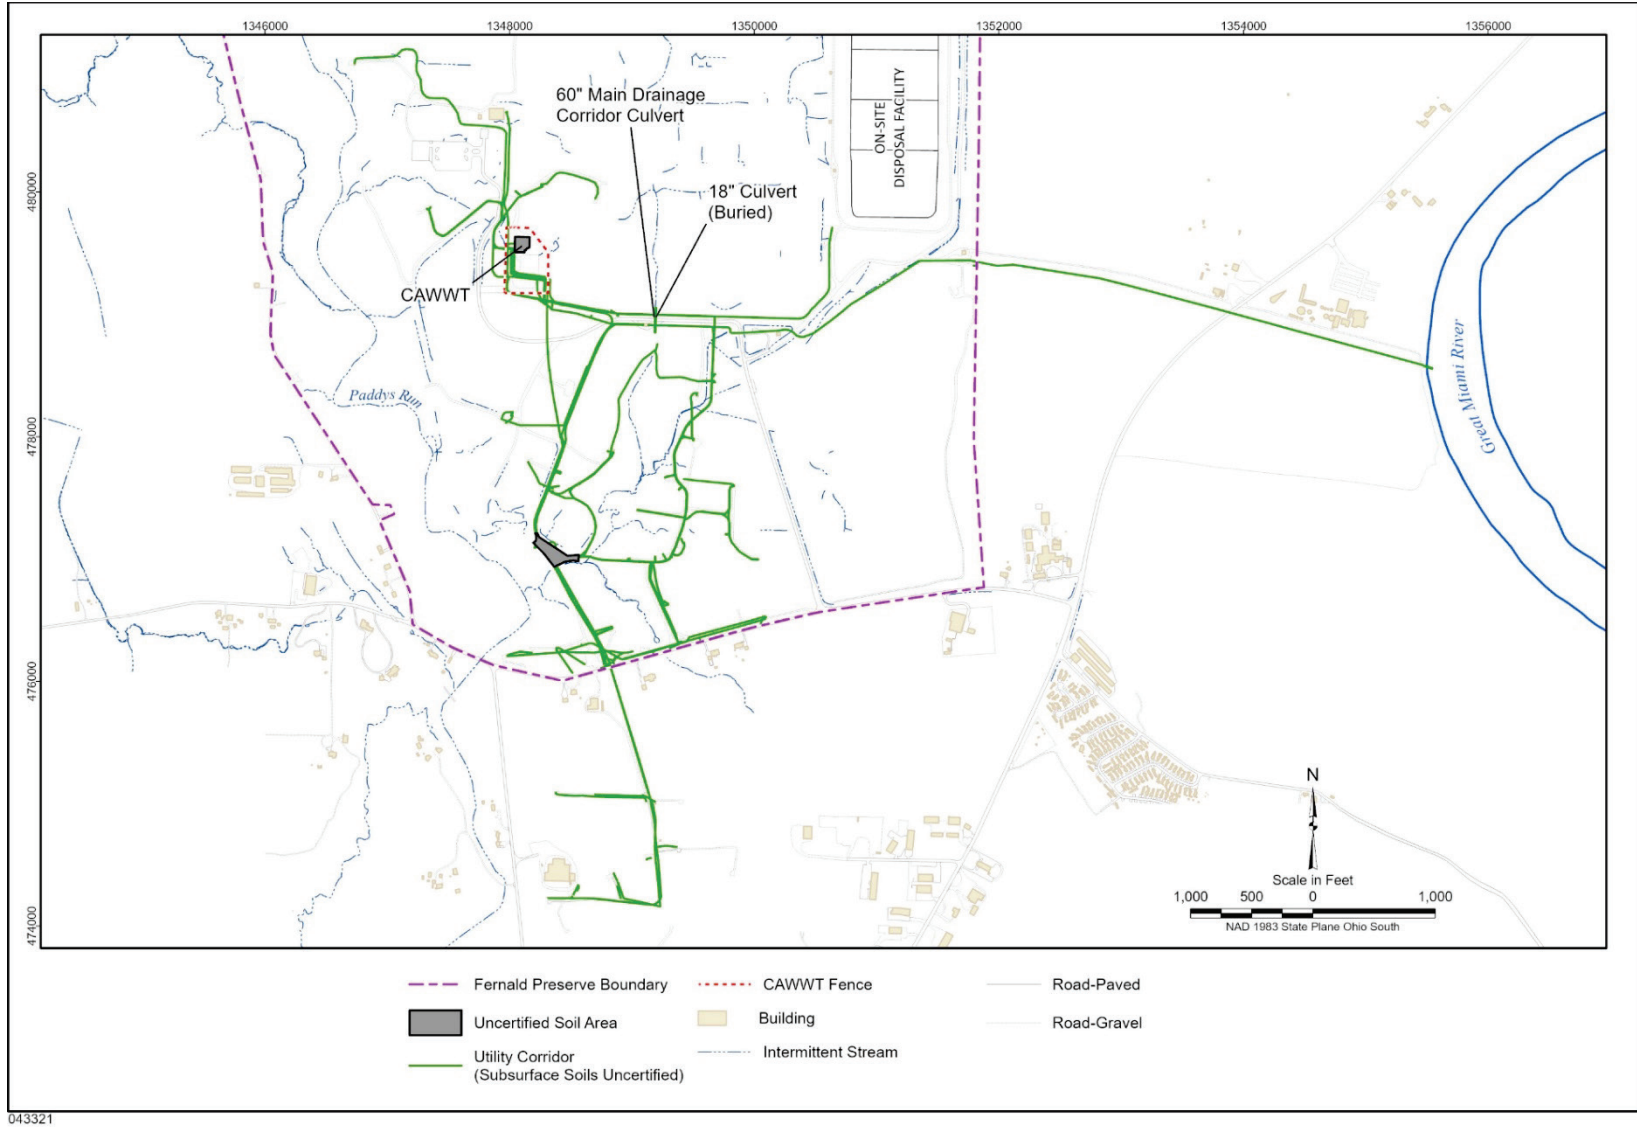 1346000
1348000
1350000
1352000
1354000
1356000
480000
478000
476000
474000
60" Main Drainage
Corridor Culvert
18" Culvert
(Buried)
ON-SITE
DISPOSAL FACILITY
CAWWT
Paddys Run
Great Miami River
N
Scale in Feet
1,000
500
0
1,000
NAD 1983 State Plane Ohio South
Fernald Preserve Boundary
Uncertified Soil Area
Utility Corridor
(Subsurface Soils Uncertified)
CAWWT Fence
Building
Intermittent Stream
Road-Paved
Road-Gravel
043321